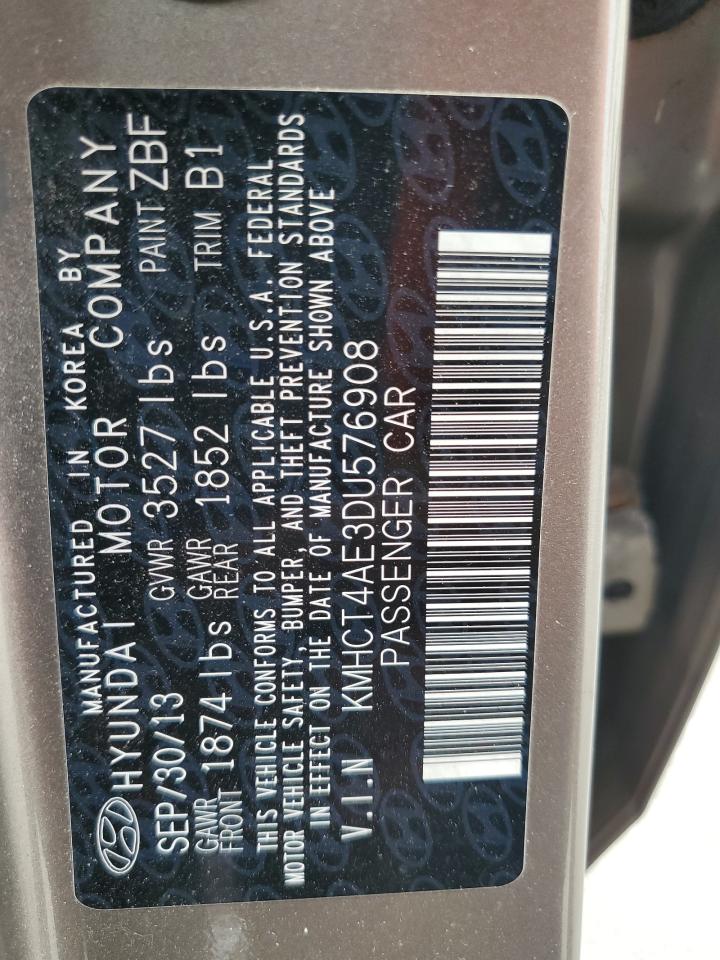 MANUFACTURED IN KOREA BY
HYUNDAI MOTOR COMPANY
SEP/30/13 GVWR 3527 lbs PAINT ZBF
GAWR FRONT 1874 lbs GAWR REAR 1852 lbs TRIM B1
THIS VEHICLE CONFORMS TO ALL APPLICABLE U.S.A. FEDERAL
MOTOR VEHICLE SAFETY, BUMPER, AND THEFT PREVENTION STANDARDS
IN EFFECT ON THE DATE OF MANUFACTURE SHOWN ABOVE
V.I.N KMHCT4AE3DU576908
PASSENGER CAR